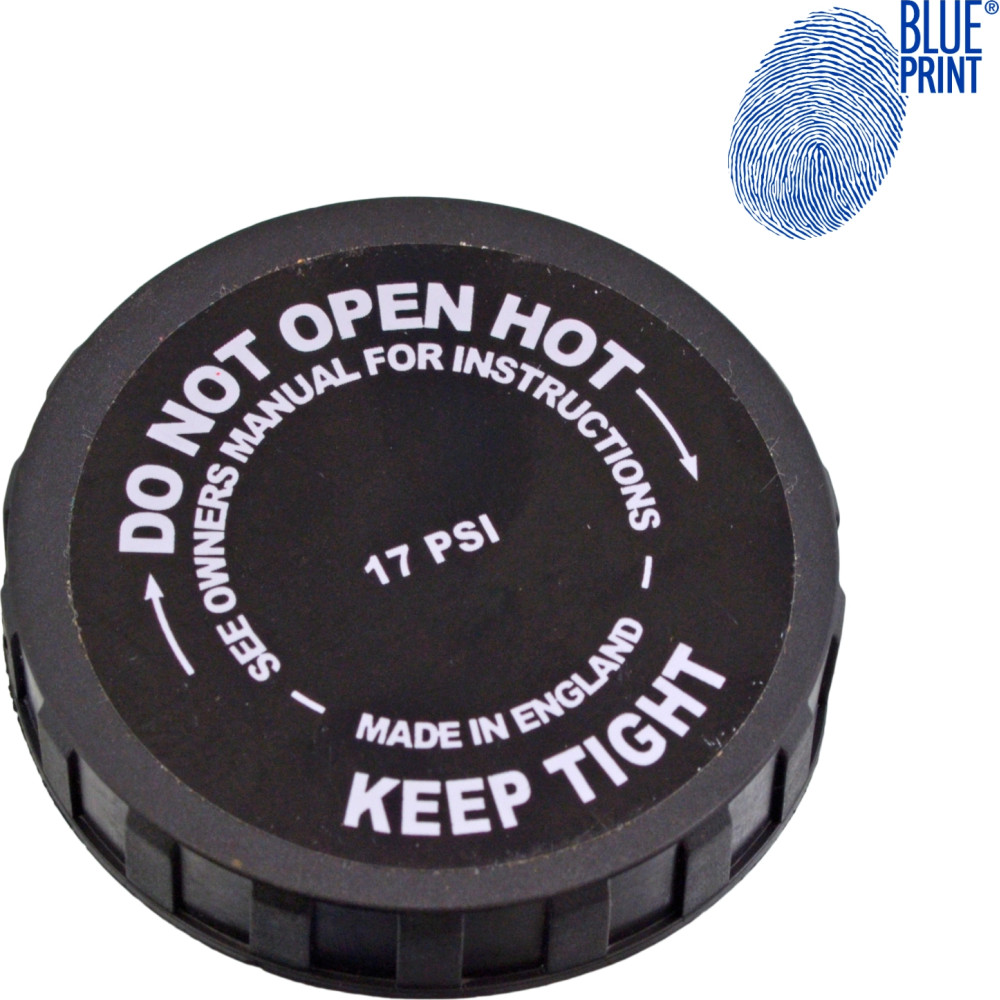 BLUE®
PRINT
DO NOT OPEN HOT
SEE OWNERS MANUAL FOR INSTRUCTIONS
17 PSI
MADE IN ENGLAND
KEEP TIGHT